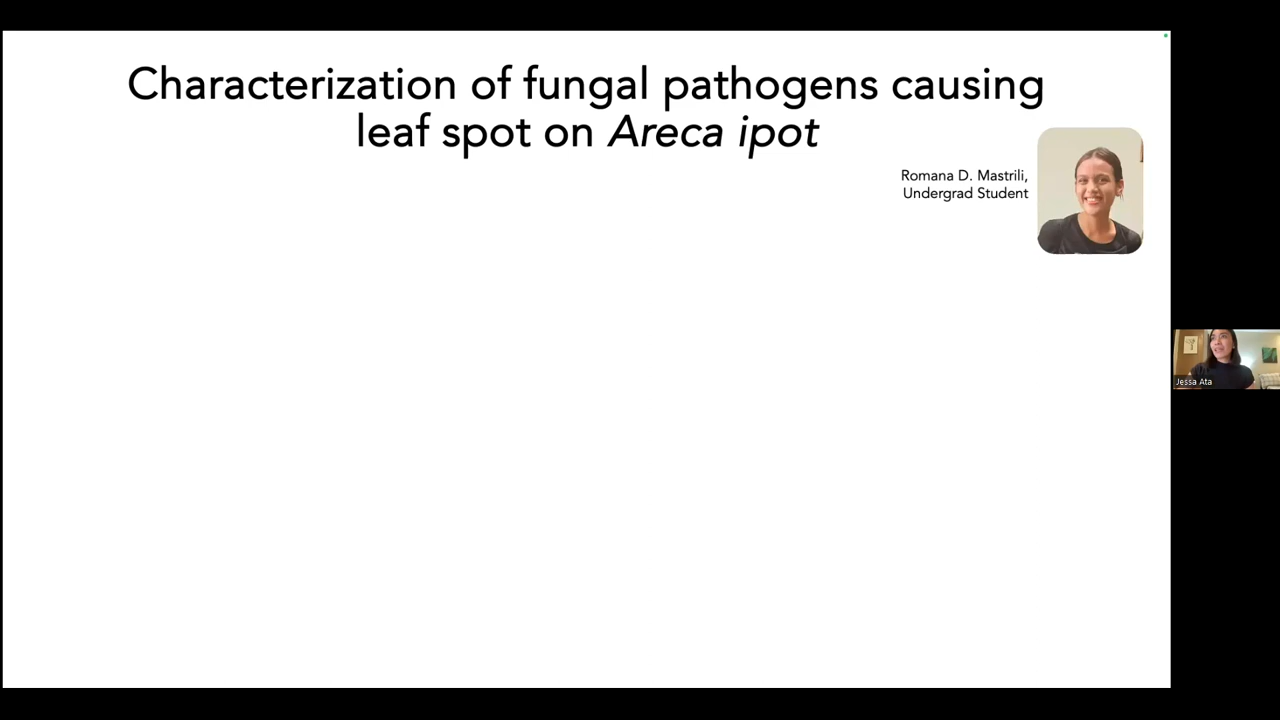 Characterization of fungal pathogens causing
leaf spot on Areca ipot
Romana D. Mastrili,
Undergrad Student
Jessa Ata